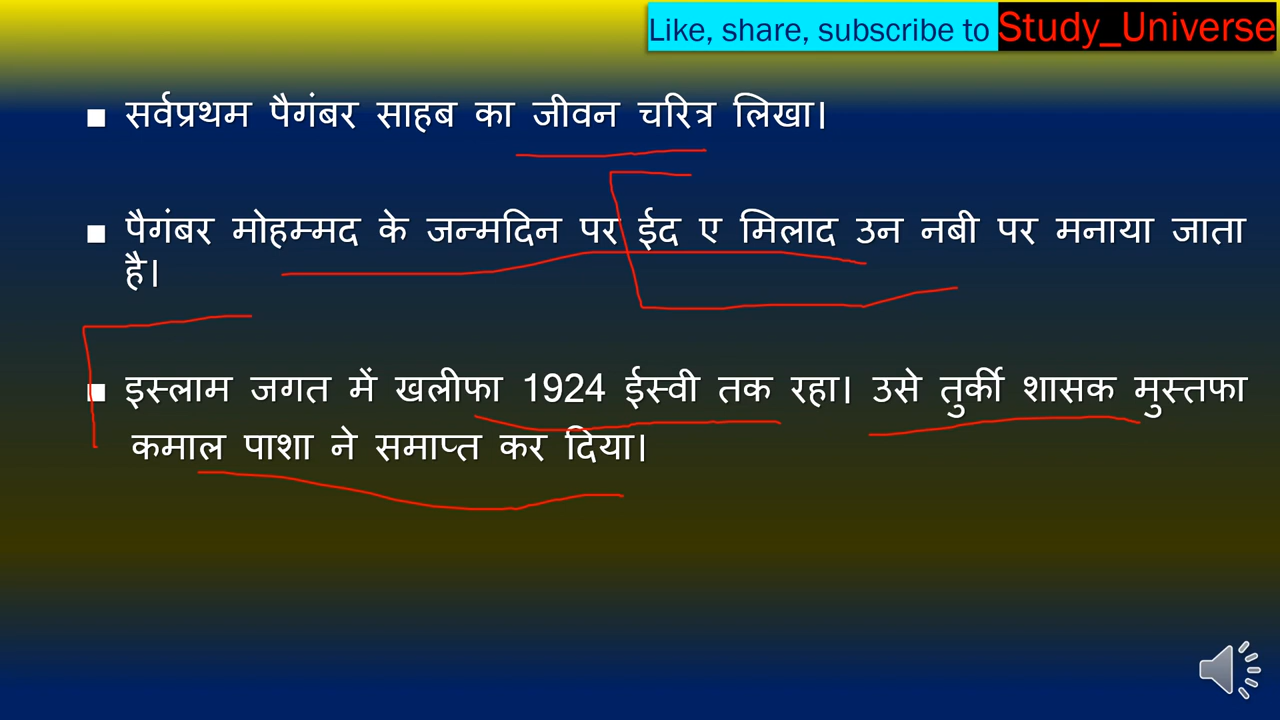 Like, share, subscribe to Study_Universe
▪ सर्वप्रथम पैगंबर साहब का जीवन चरित्र लिखा।
▪ पैगंबर मोहम्मद के जन्मदिन पर ईद ए मिलाद उन नबी पर मनाया जाता
है।
▪ इस्लाम जगत में खलीफा 1924 ईस्वी तक रहा। उसे तुर्की शासक मुस्तफा
कमाल पाशा ने समाप्त कर दिया।